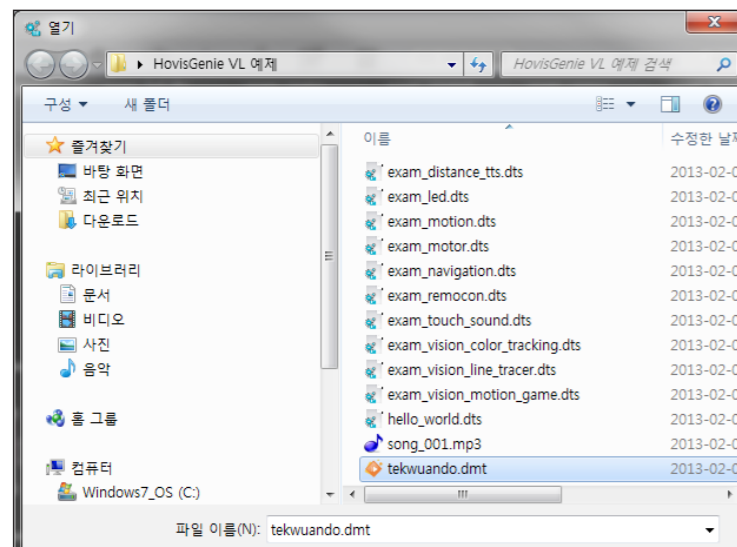 열기
HovisGenie VL 예제
HovisGenie VL 예제 검색
구성
새 폴더
즐겨찾기
바탕 화면
최근 위치
다운로드
라이브러리
문서
비디오
사진
음악
홈 그룹
컴퓨터
Windows7_OS (C:)
이름
수정한 날짜
exam_distance_tts.dts 2013-02-0
exam_led.dts 2013-02-0
exam_motion.dts 2013-02-0
exam_motor.dts 2013-02-0
exam_navigation.dts 2013-02-0
exam_remocon.dts 2013-02-0
exam_touch_sound.dts 2013-02-0
exam_vision_color_tracking.dts 2013-02-0
exam_vision_line_tracer.dts 2013-02-0
exam_vision_motion_game.dts 2013-02-0
hello_world.dts 2013-02-0
song_001.mp3 2013-02-0
tekwuando.dmt 2013-02-0
파일 이름(N): tekwuando.dmt